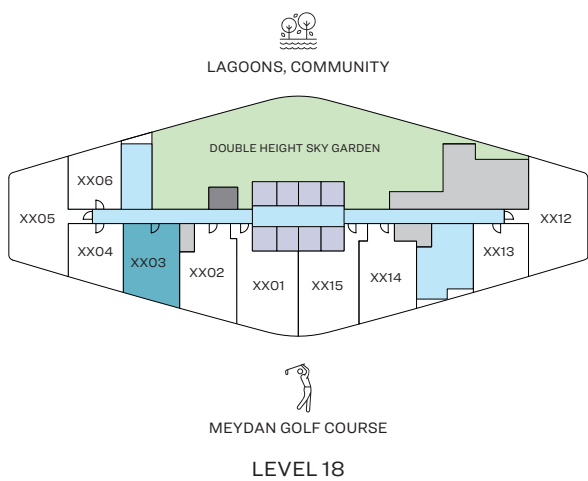 LAGOONS, COMMUNITY
DOUBLE HEIGHT SKY GARDEN
XX06
XX05
XX12
XX04
XX03
XX02
XX01
XX15
XX14
XX13
MEYDAN GOLF COURSE
LEVEL 18